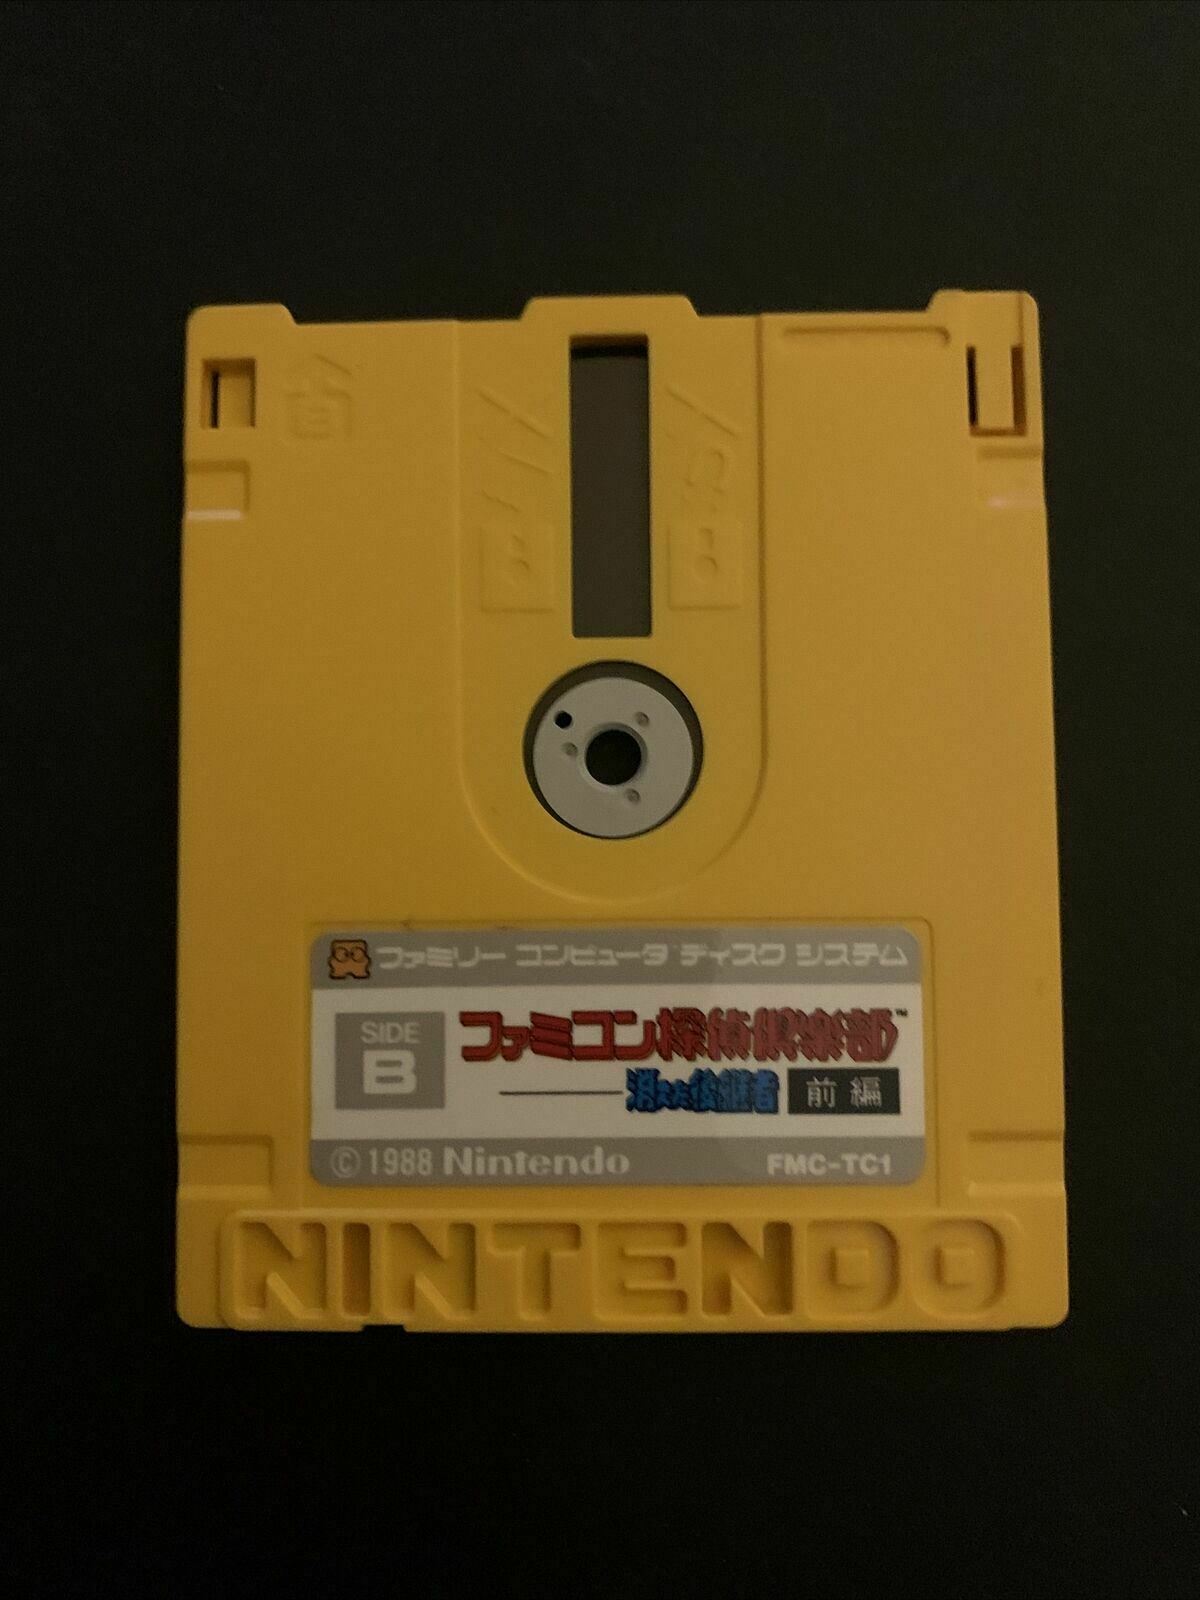 ファミリー コンピュータ ディスク システム
SIDE
B
ファミコン探偵倶楽部™
消えた後継者 前編
© 1988 Nintendo FMC-TC1
NINTENDO